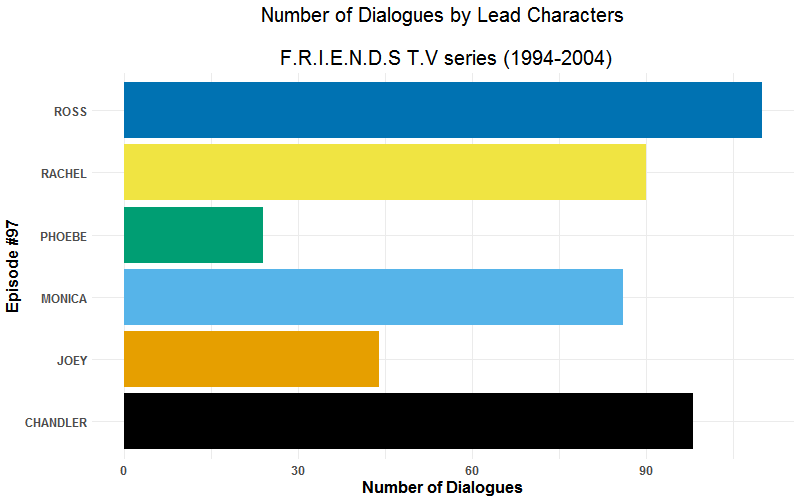 Number of Dialogues by Lead Characters
F.R.I.E.N.D.S T.V series (1994-2004)
ROSS
RACHEL
PHOEBE
MONICA
JOEY
CHANDLER
Episode #97
0 30 60 90
Number of Dialogues